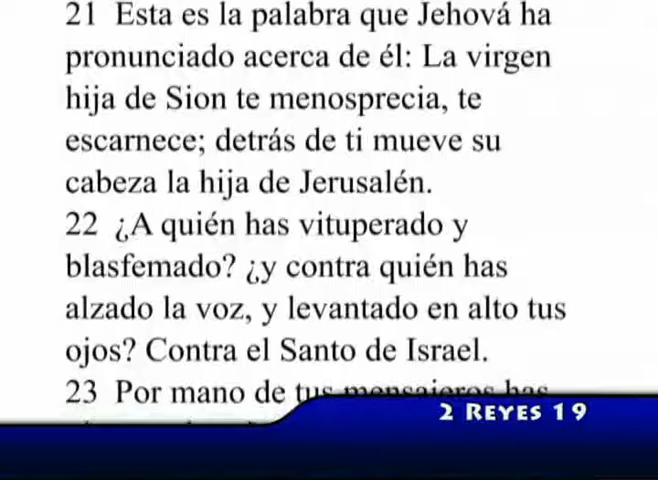 21  Esta es la palabra que Jehová ha
pronunciado acerca de él: La virgen
hija de Sion te menosprecia, te
escarnece; detrás de ti mueve su
cabeza la hija de Jerusalén.
22  ¿A quién has vituperado y
blasfemado? ¿y contra quién has
alzado la voz, y levantado en alto tus
ojos? Contra el Santo de Israel.
23  Por mano de tus mensajeros has
2 REYES 19